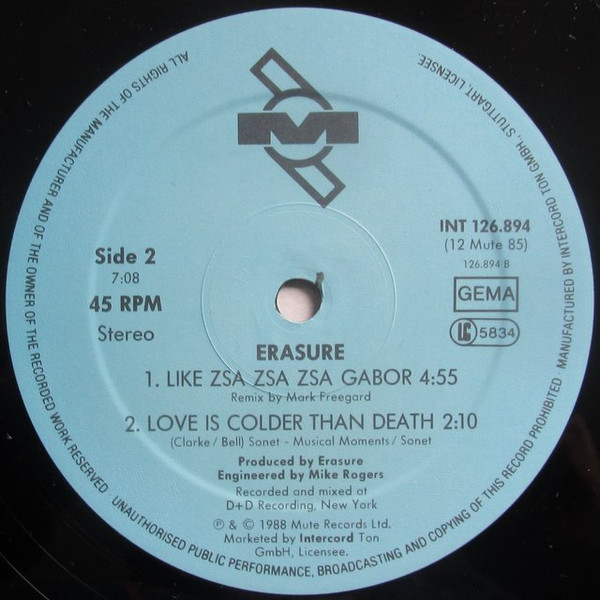 M
Side 2
7:08
45 RPM
Stereo
INT 126.894
(12 Mute 85)
126.894 B
GEMA
LC 5834
ERASURE
1. LIKE ZSA ZSA ZSA GABOR 4:55
Remix by Mark Freegard
2. LOVE IS COLDER THAN DEATH 2:10
(Clarke / Bell) Sonet - Musical Moments / Sonet
Produced by Erasure
Engineered by Mike Rogers
Recorded and mixed at
D+D Recording, New York
℗ & © 1988 Mute Records Ltd.
Marketed by Intercord Ton
GmbH, Licensee.
ALL RIGHTS OF THE MANUFACTURER AND OF THE OWNER OF THE RECORDED WORK RESERVED UNAUTHORISED PUBLIC PERFORMANCE, BROADCASTING AND COPYING OF THIS RECORD PROHIBITED MANUFACTURED BY INTERCORD TON GMBH, STUTTGART, LICENSEE.